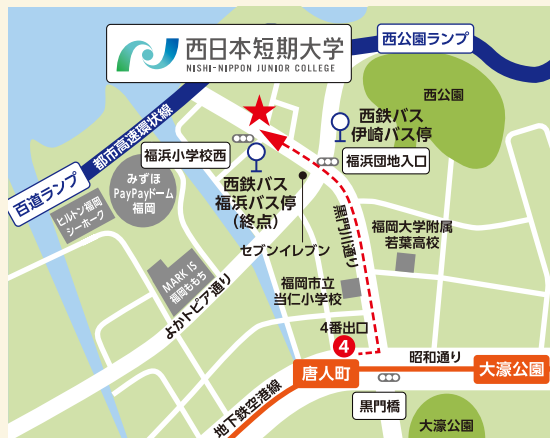 西日本短期大学
NISHI-NIPPON JUNIOR COLLEGE
西公園ランプ
西公園
都市高速環状線
百道ランプ
福浜小学校西
西鉄バス
伊崎バス停
福浜団地入口
みずほ
PayPayドーム
福岡
ヒルトン福岡
シーホーク
西鉄バス
福浜バス停
（終点）
セブンイレブン
黒門川通り
福岡大学附属
若葉高校
MARK IS
福岡ももち
よかトピア通り
福岡市立
当仁小学校
4番出口
4
昭和通り
唐人町
大濠公園
地下鉄空港線
黒門橋
大濠公園